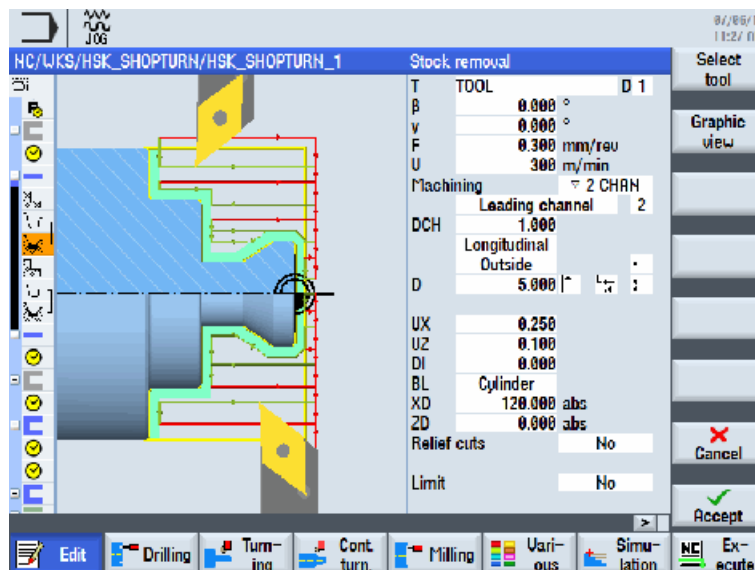 JOG
11:27
NC/WKS/HSK_SHOPTURN/HSK_SHOPTURN_1
Stock removal
Select
tool
T TOOL D 1
β 0.000 °
γ 0.000 °
F 0.300 mm/rev
U 300 m/min
Graphic
view
Machining ▽ 2 CHAN
Leading channel 2
DCH 1.000
Longitudinal
Outside
D 5.000
UX 0.250
UZ 0.100
DI 0.000
BL Cylinder
XD 120.000 abs
ZD 0.000 abs
Relief cuts No
Limit No
Cancel
Accept
>
Edit
Drilling
Turn-
ing
Cont.
turn.
Milling
Vari-
ous
Simu-
lation
NC
Ex-
ecute